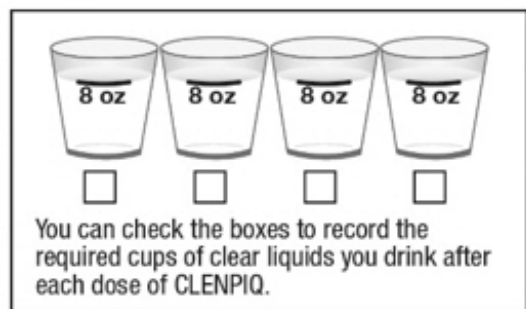 8 oz 8 oz 8 oz 8 oz
You can check the boxes to record the
required cups of clear liquids you drink after
each dose of CLENPIQ.